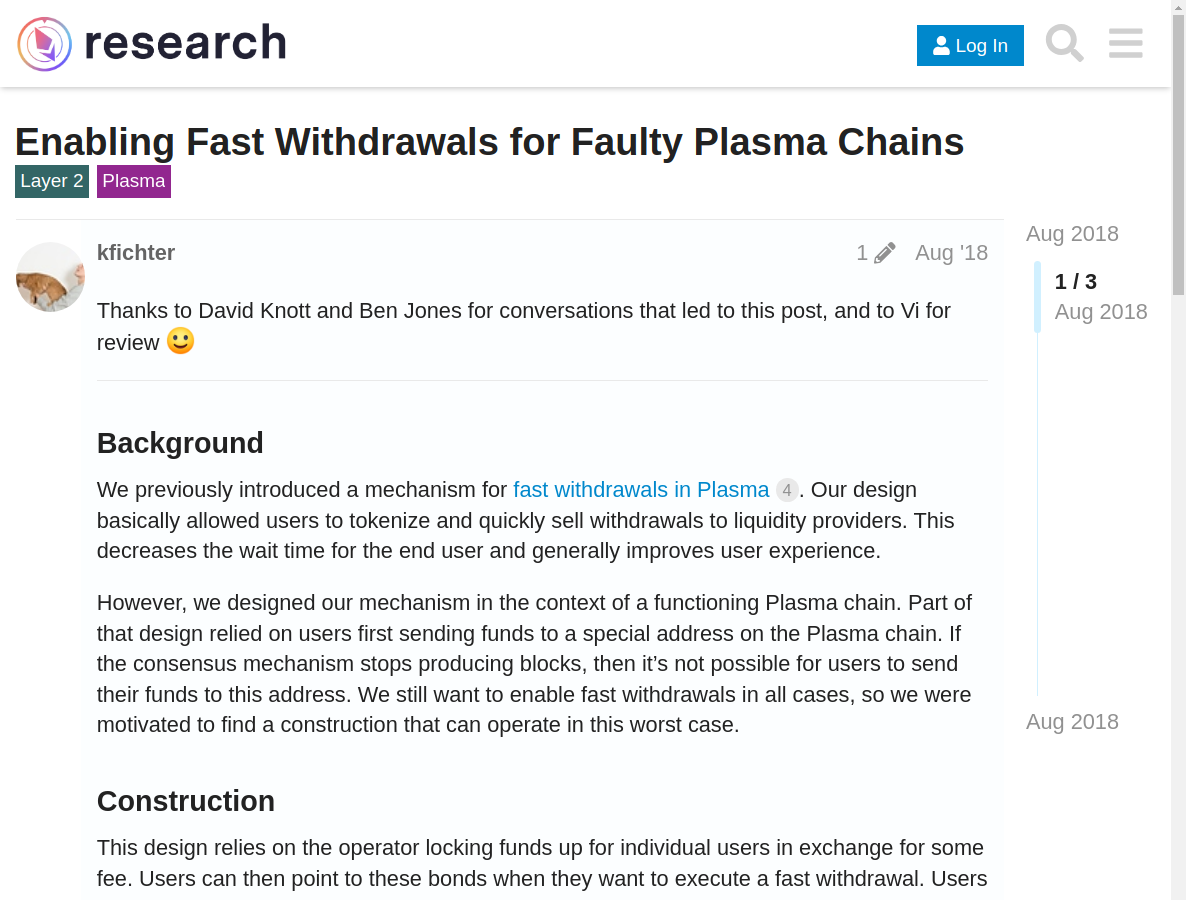 research
Log In
Enabling Fast Withdrawals for Faulty Plasma Chains
Layer 2 Plasma
kfichter
1 Aug '18
Thanks to David Knott and Ben Jones for conversations that led to this post, and to Vi for
review
Background
We previously introduced a mechanism for fast withdrawals in Plasma 4. Our design
basically allowed users to tokenize and quickly sell withdrawals to liquidity providers. This
decreases the wait time for the end user and generally improves user experience.
However, we designed our mechanism in the context of a functioning Plasma chain. Part of
that design relied on users first sending funds to a special address on the Plasma chain. If
the consensus mechanism stops producing blocks, then it’s not possible for users to send
their funds to this address. We still want to enable fast withdrawals in all cases, so we were
motivated to find a construction that can operate in this worst case.
Construction
This design relies on the operator locking funds up for individual users in exchange for some
fee. Users can then point to these bonds when they want to execute a fast withdrawal. Users
Aug 2018
1 / 3
Aug 2018
Aug 2018